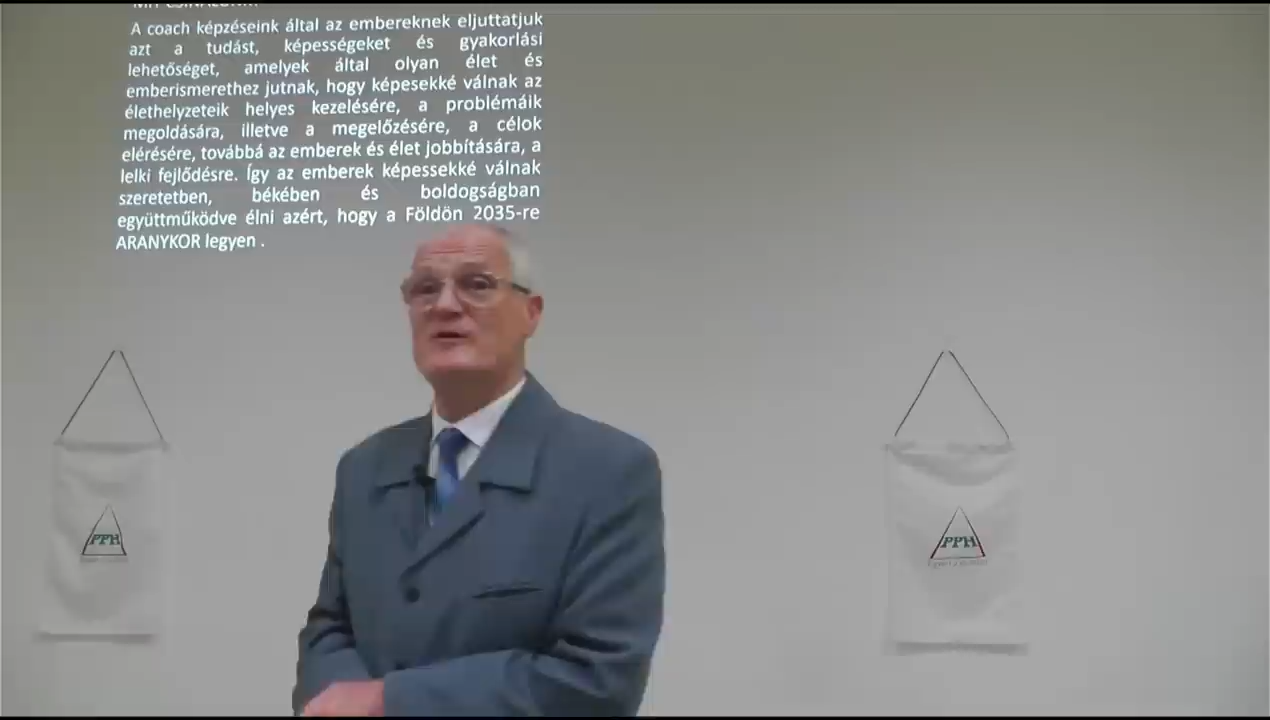 MIT CSINÁLUNK?
A coach képzéseink által az embereknek eljuttatjuk
azt a tudást, képességeket és gyakorlási
lehetőséget, amelyek által olyan élet és
emberismerethez jutnak, hogy képesekké válnak az
élethelyzeteik helyes kezelésére, a problémáik
megoldására, illetve a megelőzésére, a célok
elérésére, továbbá az emberek és élet jobbítására, a
lelki fejlődésre. Így az emberek képessekké válnak
szeretetben, békében és boldogságban
együttműködve élni azért, hogy a Földön 2035-re
ARANYKOR legyen .
PPH
PPH